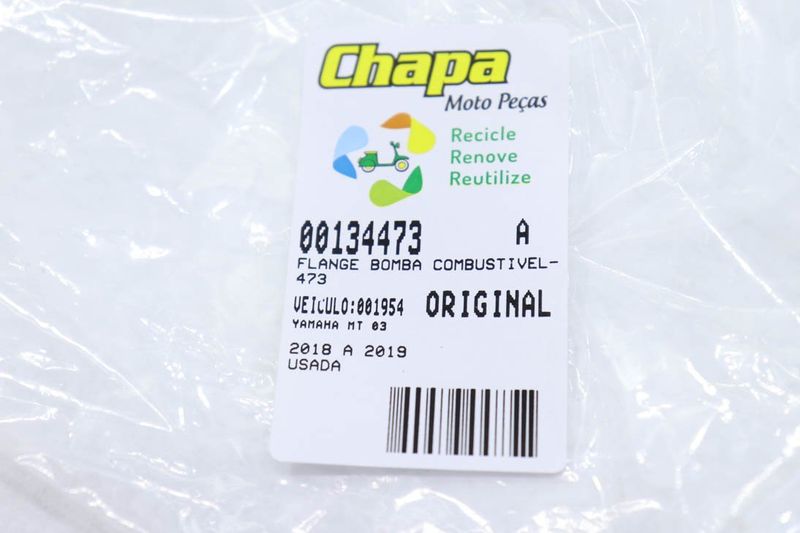 Chapa
Moto Peças
Recicle
Renove
Reutilize
00134473 A
FLANGE BOMBA COMBUSTIVEL-
473
VEICULO:001954 ORIGINAL
YAMAHA MT 03
2018 A 2019
USADA